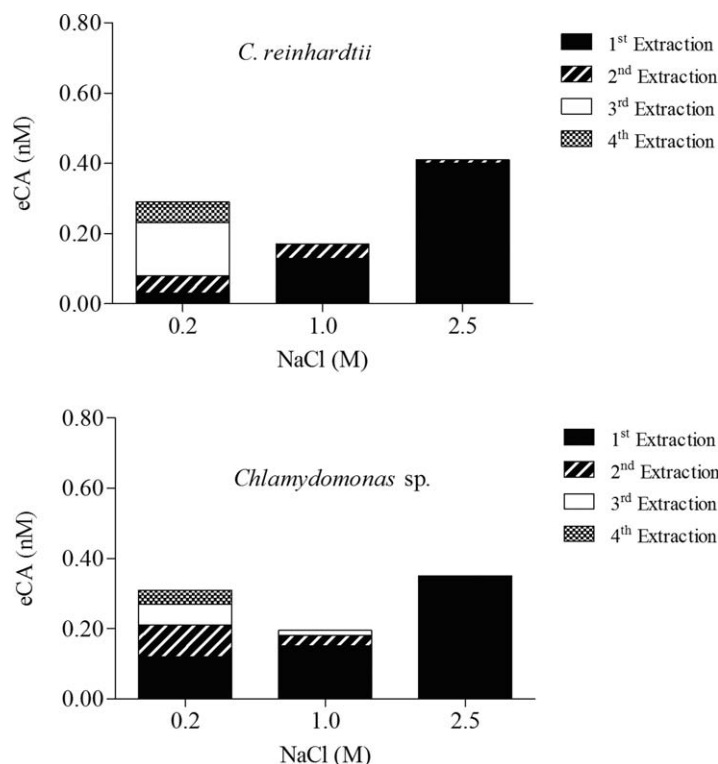 C. reinhardtii
0.80
0.60
0.40
0.20
0.00
eCA (nM)
0.2 1.0 2.5
NaCl (M)
1st Extraction
2nd Extraction
3rd Extraction
4th Extraction
Chlamydomonas sp.
0.80
0.60
0.40
0.20
0.00
eCA (nM)
0.2 1.0 2.5
NaCl (M)
1st Extraction
2nd Extraction
3rd Extraction
4th Extraction